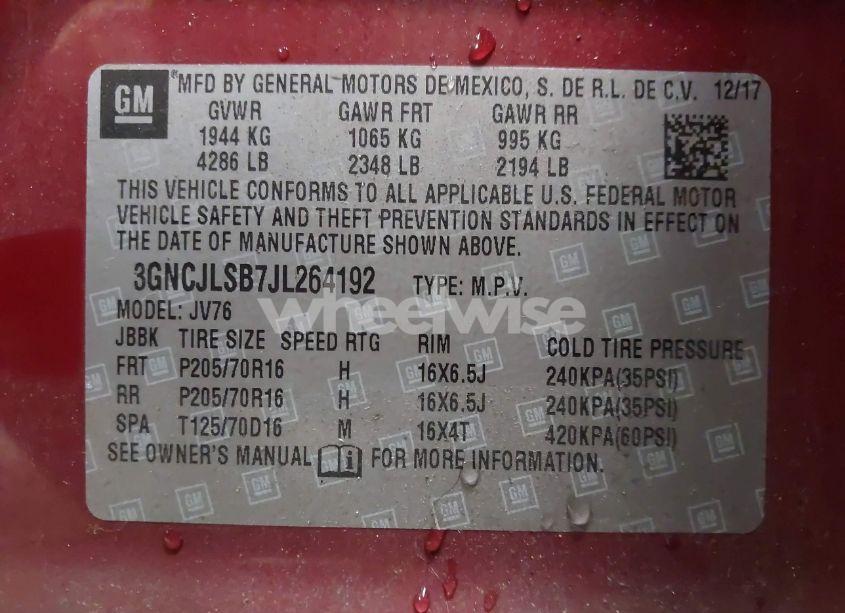 GM ®MFD BY GENERAL MOTORS DE MEXICO, S. DE R.L. DE C.V. 12/17
GVWR GAWR FRT GAWR RR
1944 KG 1065 KG 995 KG
4286 LB 2348 LB 2194 LB
THIS VEHICLE CONFORMS TO ALL APPLICABLE U.S. FEDERAL MOTOR
VEHICLE SAFETY AND THEFT PREVENTION STANDARDS IN EFFECT ON
THE DATE OF MANUFACTURE SHOWN ABOVE.
3GNCJLSB7JL264192 TYPE: M.P.V.
wheelwise
MODEL: JV76
JBBK TIRE SIZE SPEED RTG RIM COLD TIRE PRESSURE
FRT P205/70R16 H 16X6.5J 240KPA(35PSI)
RR P205/70R16 H 16X6.5J 240KPA(35PSI)
SPA T125/70D16 M 16X4T 420KPA(60PSI)
SEE OWNER'S MANUAL FOR MORE INFORMATION.